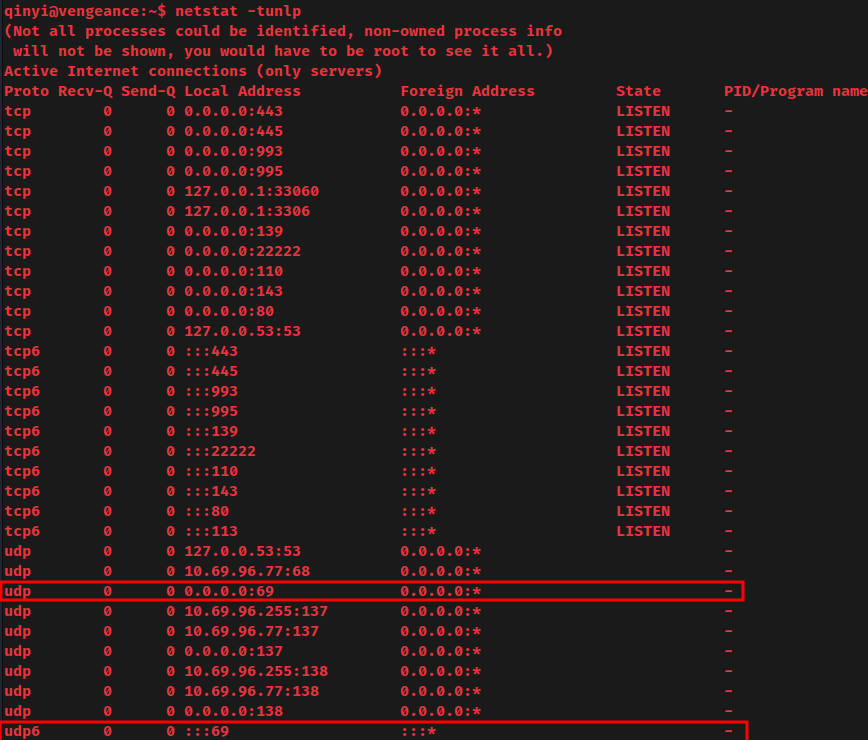 qinyi@vengeance:~$ netstat -tunlp
(Not all processes could be identified, non-owned process info
 will not be shown, you would have to be root to see it all.)
Active Internet connections (only servers)
Proto Recv-Q Send-Q Local Address           Foreign Address         State       PID/Program name
tcp        0      0 0.0.0.0:443             0.0.0.0:*               LISTEN      -
tcp        0      0 0.0.0.0:445             0.0.0.0:*               LISTEN      -
tcp        0      0 0.0.0.0:993             0.0.0.0:*               LISTEN      -
tcp        0      0 0.0.0.0:995             0.0.0.0:*               LISTEN      -
tcp        0      0 127.0.0.1:33060         0.0.0.0:*               LISTEN      -
tcp        0      0 127.0.0.1:3306          0.0.0.0:*               LISTEN      -
tcp        0      0 0.0.0.0:139             0.0.0.0:*               LISTEN      -
tcp        0      0 0.0.0.0:22222           0.0.0.0:*               LISTEN      -
tcp        0      0 0.0.0.0:110             0.0.0.0:*               LISTEN      -
tcp        0      0 0.0.0.0:143             0.0.0.0:*               LISTEN      -
tcp        0      0 0.0.0.0:80              0.0.0.0:*               LISTEN      -
tcp        0      0 127.0.0.53:53           0.0.0.0:*               LISTEN      -
tcp6       0      0 :::443                  :::*                    LISTEN      -
tcp6       0      0 :::445                  :::*                    LISTEN      -
tcp6       0      0 :::993                  :::*                    LISTEN      -
tcp6       0      0 :::995                  :::*                    LISTEN      -
tcp6       0      0 :::139                  :::*                    LISTEN      -
tcp6       0      0 :::22222                :::*                    LISTEN      -
tcp6       0      0 :::110                  :::*                    LISTEN      -
tcp6       0      0 :::143                  :::*                    LISTEN      -
tcp6       0      0 :::80                   :::*                    LISTEN      -
tcp6       0      0 :::113                  :::*                    LISTEN      -
udp        0      0 127.0.0.53:53           0.0.0.0:*                           -
udp        0      0 10.69.96.77:68          0.0.0.0:*                           -
udp        0      0 0.0.0.0:69              0.0.0.0:*                           -
udp        0      0 10.69.96.255:137        0.0.0.0:*                           -
udp        0      0 10.69.96.77:137         0.0.0.0:*                           -
udp        0      0 0.0.0.0:137             0.0.0.0:*                           -
udp        0      0 10.69.96.255:138        0.0.0.0:*                           -
udp        0      0 10.69.96.77:138         0.0.0.0:*                           -
udp        0      0 0.0.0.0:138             0.0.0.0:*                           -
udp6       0      0 :::69                   :::*                                -